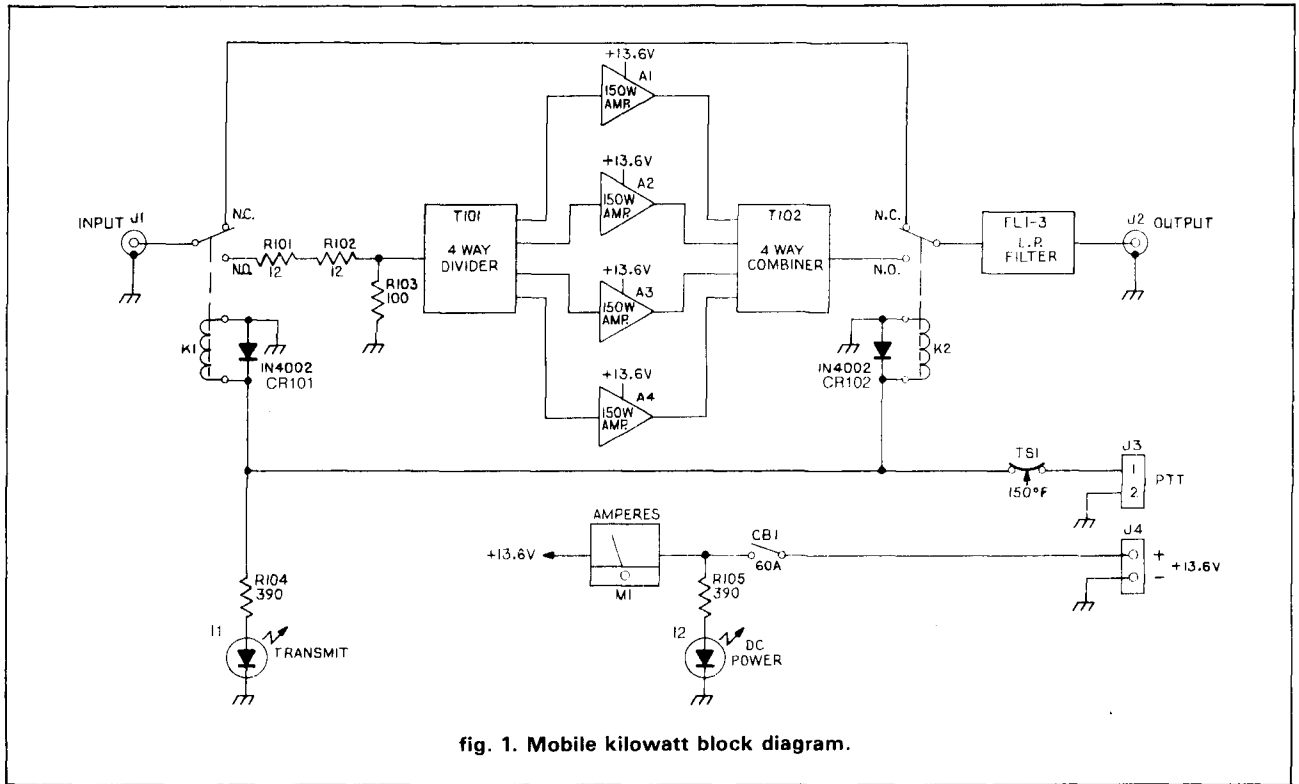 +13.6V
A1
150W
AMP.
+13.6V
A2
150W
AMP.
+13.6V
A3
150W
AMP.
+13.6V
A4
150W
AMP.
INPUT J1
N.C.
N.O.
R101
12
R102
12
R103
100
T101
4 WAY
DIVIDER
T102
4 WAY
COMBINER
N.C.
N.O.
FL1-3
L.P.
FILTER
J2 OUTPUT
K1
IN4002
CR101
IN4002
CR102
K2
TS1
150°F
J3
1
2
PTT
AMPERES
+13.6V
M1
CB1
60A
J4
+
-
+13.6V
R104
390
I1
TRANSMIT
R105
390
I2
DC
POWER
fig. 1. Mobile kilowatt block diagram.